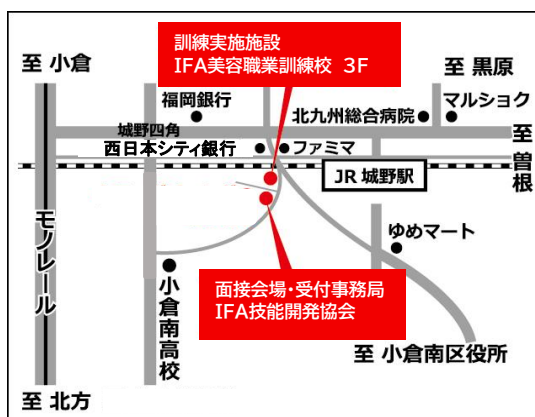 訓練実施施設
IFA美容職業訓練校 3F
至 小倉
至 黒原
福岡銀行
北九州総合病院
マルショク
城野四角
至 曽根
西日本シティ銀行
ファミマ
JR 城野駅
モノレール
ゆめマート
小倉南高校
面接会場・受付事務局
IFA技能開発協会
至 小倉南区役所
至 北方